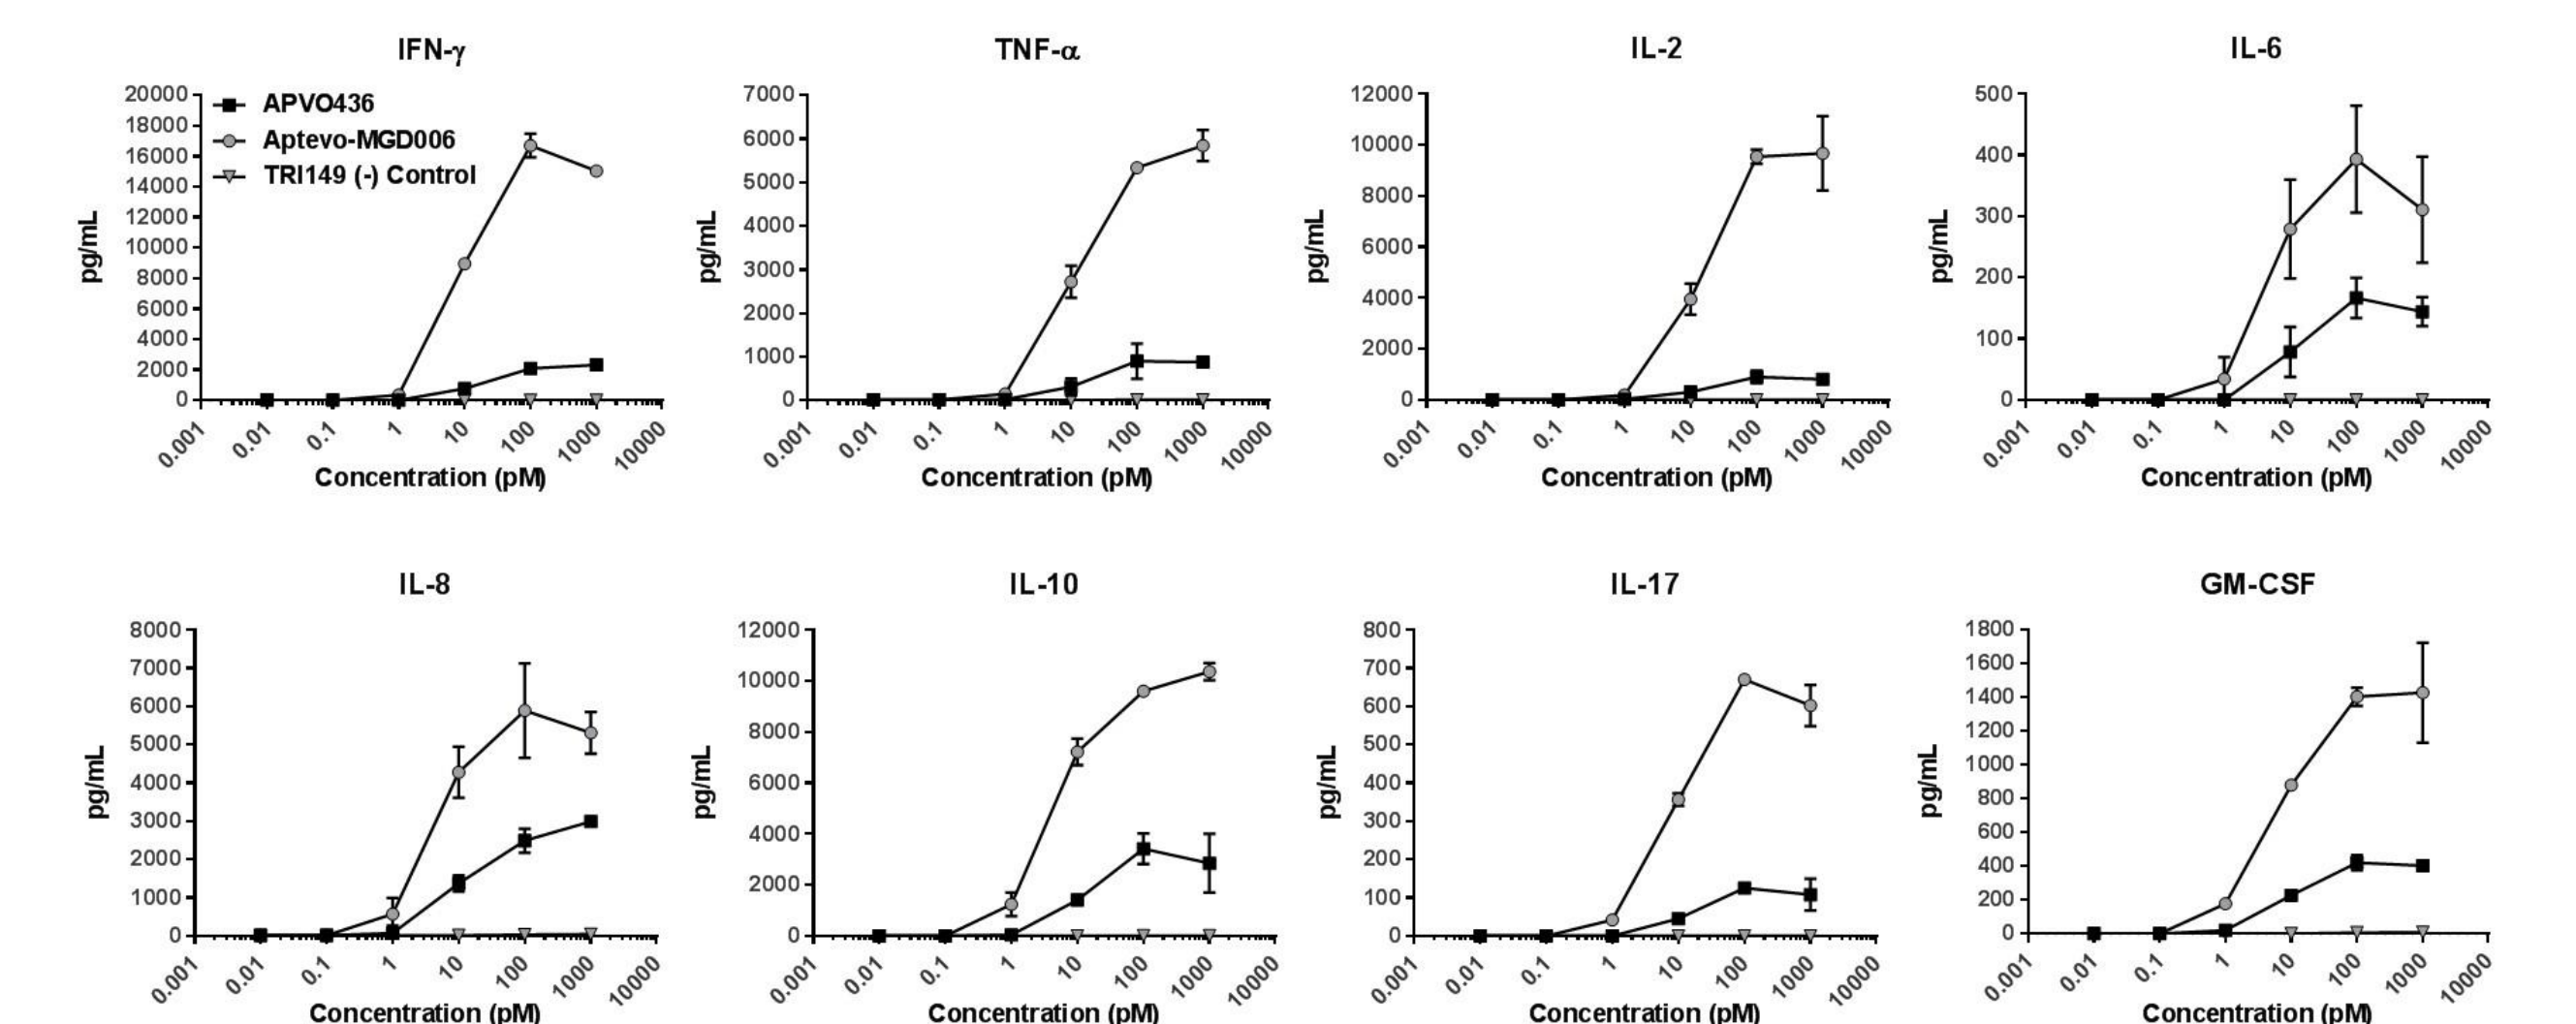 IFN-γ
20000
18000
16000
14000
12000
10000
8000
6000
4000
2000
0
pg/mL
APVO436
Aptevo-MGD006
TRI149 (-) Control
0.001 0.01 0.1 1 10 100 1000 10000
Concentration (pM)
TNF-α
7000
6000
5000
4000
3000
2000
1000
0
pg/mL
0.001 0.01 0.1 1 10 100 1000 10000
Concentration (pM)
IL-2
12000
10000
8000
6000
4000
2000
0
pg/mL
0.001 0.01 0.1 1 10 100 1000 10000
Concentration (pM)
IL-6
500
400
300
200
100
0
pg/mL
0.001 0.01 0.1 1 10 100 1000 10000
Concentration (pM)
IL-8
8000
7000
6000
5000
4000
3000
2000
1000
0
pg/mL
0.001 0.01 0.1 1 10 100 1000 10000
Concentration (pM)
IL-10
12000
10000
8000
6000
4000
2000
0
pg/mL
0.001 0.01 0.1 1 10 100 1000 10000
Concentration (pM)
IL-17
800
700
600
500
400
300
200
100
0
pg/mL
0.001 0.01 0.1 1 10 100 1000 10000
Concentration (pM)
GM-CSF
1800
1600
1400
1200
1000
800
600
400
200
0
pg/mL
0.001 0.01 0.1 1 10 100 1000 10000
Concentration (pM)